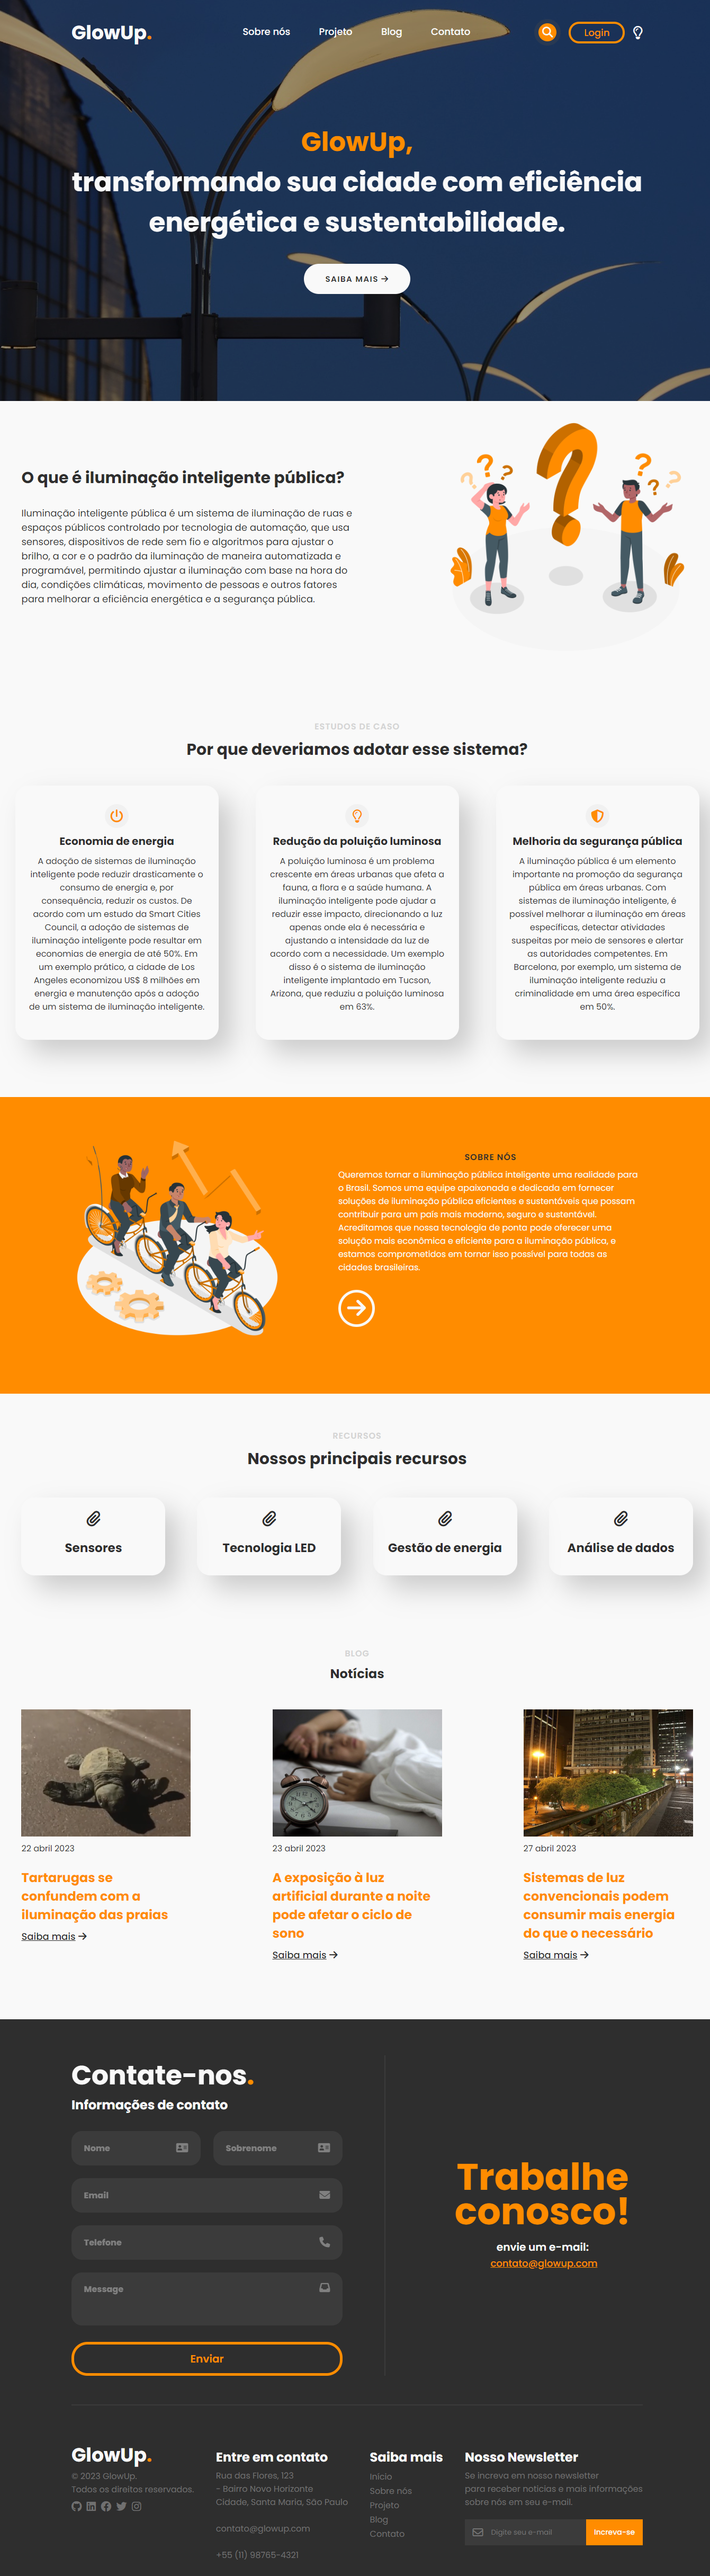 GlowUp.
Sobre nós
Projeto
Blog
Contato
Login
GlowUp,
transformando sua cidade com eficiência
energética e sustentabilidade.
SAIBA MAIS →
O que é iluminação inteligente pública?
Iluminação inteligente pública é um sistema de iluminação de ruas e
espaços públicos controlado por tecnologia de automação, que usa
sensores, dispositivos de rede sem fio e algoritmos para ajustar o
brilho, a cor e o padrão da iluminação de maneira automatizada e
programável, permitindo ajustar a iluminação com base na hora do
dia, condições climáticas, movimento de pessoas e outros fatores
para melhorar a eficiência energética e a segurança pública.
ESTUDOS DE CASO
Por que deveriamos adotar esse sistema?
Economia de energia
A adoção de sistemas de iluminação
inteligente pode reduzir drasticamente o
consumo de energia e, por
consequência, reduzir os custos. De
acordo com um estudo da Smart Cities
Council, a adoção de sistemas de
iluminação inteligente pode resultar em
economias de energia de até 50%. Em
um exemplo prático, a cidade de Los
Angeles economizou US$ 8 milhões em
energia e manutenção após a adoção
de um sistema de iluminação inteligente.
Redução da poluição luminosa
A poluição luminosa é um problema
crescente em áreas urbanas que afeta a
fauna, a flora e a saúde humana. A
iluminação inteligente pode ajudar a
reduzir esse impacto, direcionando a luz
apenas onde ela é necessária e
ajustando a intensidade da luz de
acordo com a necessidade. Um exemplo
disso é o sistema de iluminação
inteligente implantado em Tucson,
Arizona, que reduziu a poluição luminosa
em 63%.
Melhoria da segurança pública
A iluminação pública é um elemento
importante na promoção da segurança
pública em áreas urbanas. Com
sistemas de iluminação inteligente, é
possível melhorar a iluminação em áreas
específicas, detectar atividades
suspeitas por meio de sensores e alertar
as autoridades competentes. Em
Barcelona, por exemplo, um sistema de
iluminação inteligente reduziu a
criminalidade em uma área específica
em 50%.
SOBRE NÓS
Queremos tornar a iluminação pública inteligente uma realidade para
o Brasil. Somos uma equipe apaixonada e dedicada em fornecer
soluções de iluminação pública eficientes e sustentáveis que possam
contribuir para um país mais moderno, seguro e sustentável.
Acreditamos que nossa tecnologia de ponta pode oferecer uma
solução mais econômica e eficiente para a iluminação pública, e
estamos comprometidos em tornar isso possível para todas as
cidades brasileiras.
RECURSOS
Nossos principais recursos
Sensores
Tecnologia LED
Gestão de energia
Análise de dados
BLOG
Notícias
22 abril 2023
Tartarugas se
confundem com a
iluminação das praias
Saiba mais →
23 abril 2023
A exposição à luz
artificial durante a noite
pode afetar o ciclo de
sono
Saiba mais →
27 abril 2023
Sistemas de luz
convencionais podem
consumir mais energia
do que o necessário
Saiba mais →
Contate-nos.
Informações de contato
Nome
Sobrenome
Email
Telefone
Message
Enviar
Trabalhe
conosco!
envie um e-mail:
contato@glowup.com
GlowUp.
© 2023 GlowUp.
Todos os direitos reservados.
Entre em contato
Rua das Flores, 123
- Bairro Novo Horizonte
Cidade, Santa Maria, São Paulo
contato@glowup.com
+55 (11) 98765-4321
Saiba mais
Início
Sobre nós
Projeto
Blog
Contato
Nosso Newsletter
Se increva em nosso newsletter
para receber notícias e mais informações
sobre nós em seu e-mail.
Digite seu e-mail
Increva-se